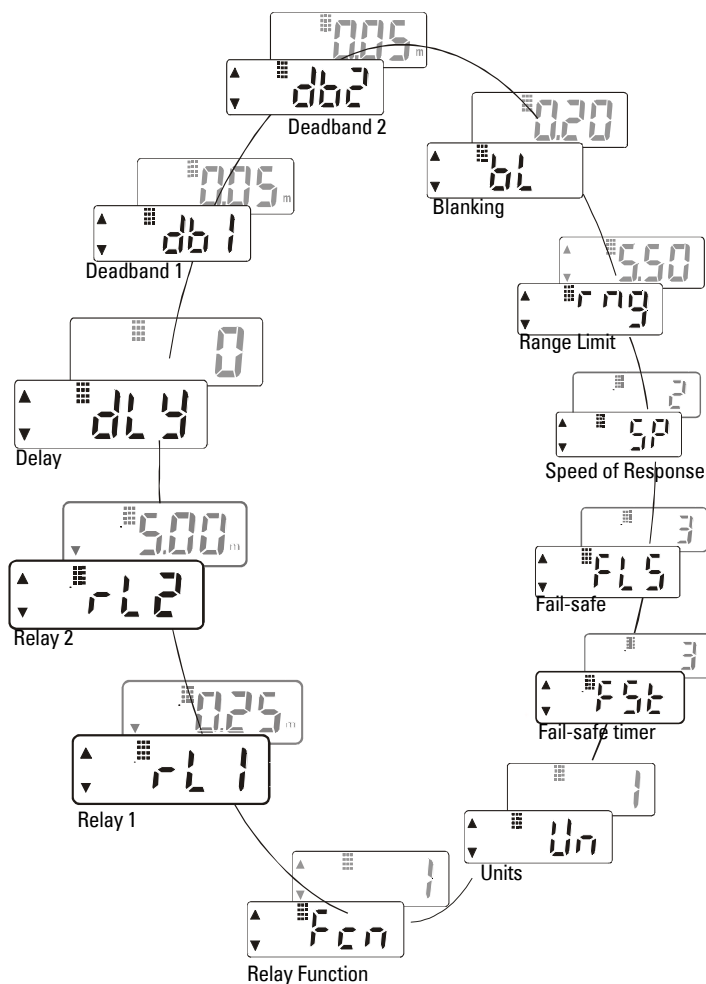 0.05 m
db2
Deadband 2
0.20
bL
Blanking
0.05 m
db1
Deadband 1
5.50
rng
Range Limit
0
dLY
Delay
2
SP
Speed of Response
5.00 m
rL2
Relay 2
3
FLS
Fail-safe
3
FSt
Fail-safe timer
0.25 m
rL1
Relay 1
1
Un
Units
1
Fcn
Relay Function